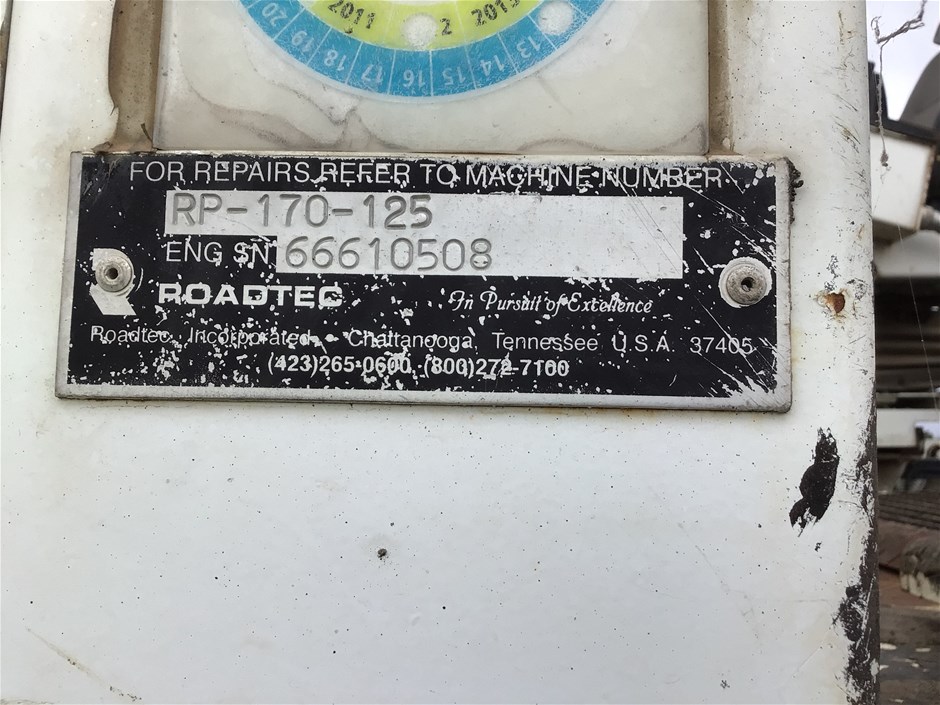 2011 2 2013
20 19 18 17 16 15 14 13
FOR REPAIRS REFER TO MACHINE NUMBER
RP-170-125
ENG SN 66610508
ROADTEC In Pursuit of Excellence
Roadtec, Incorporated - Chattanooga, Tennessee U.S.A. 37405
(423)265-0600 (800)272-7100